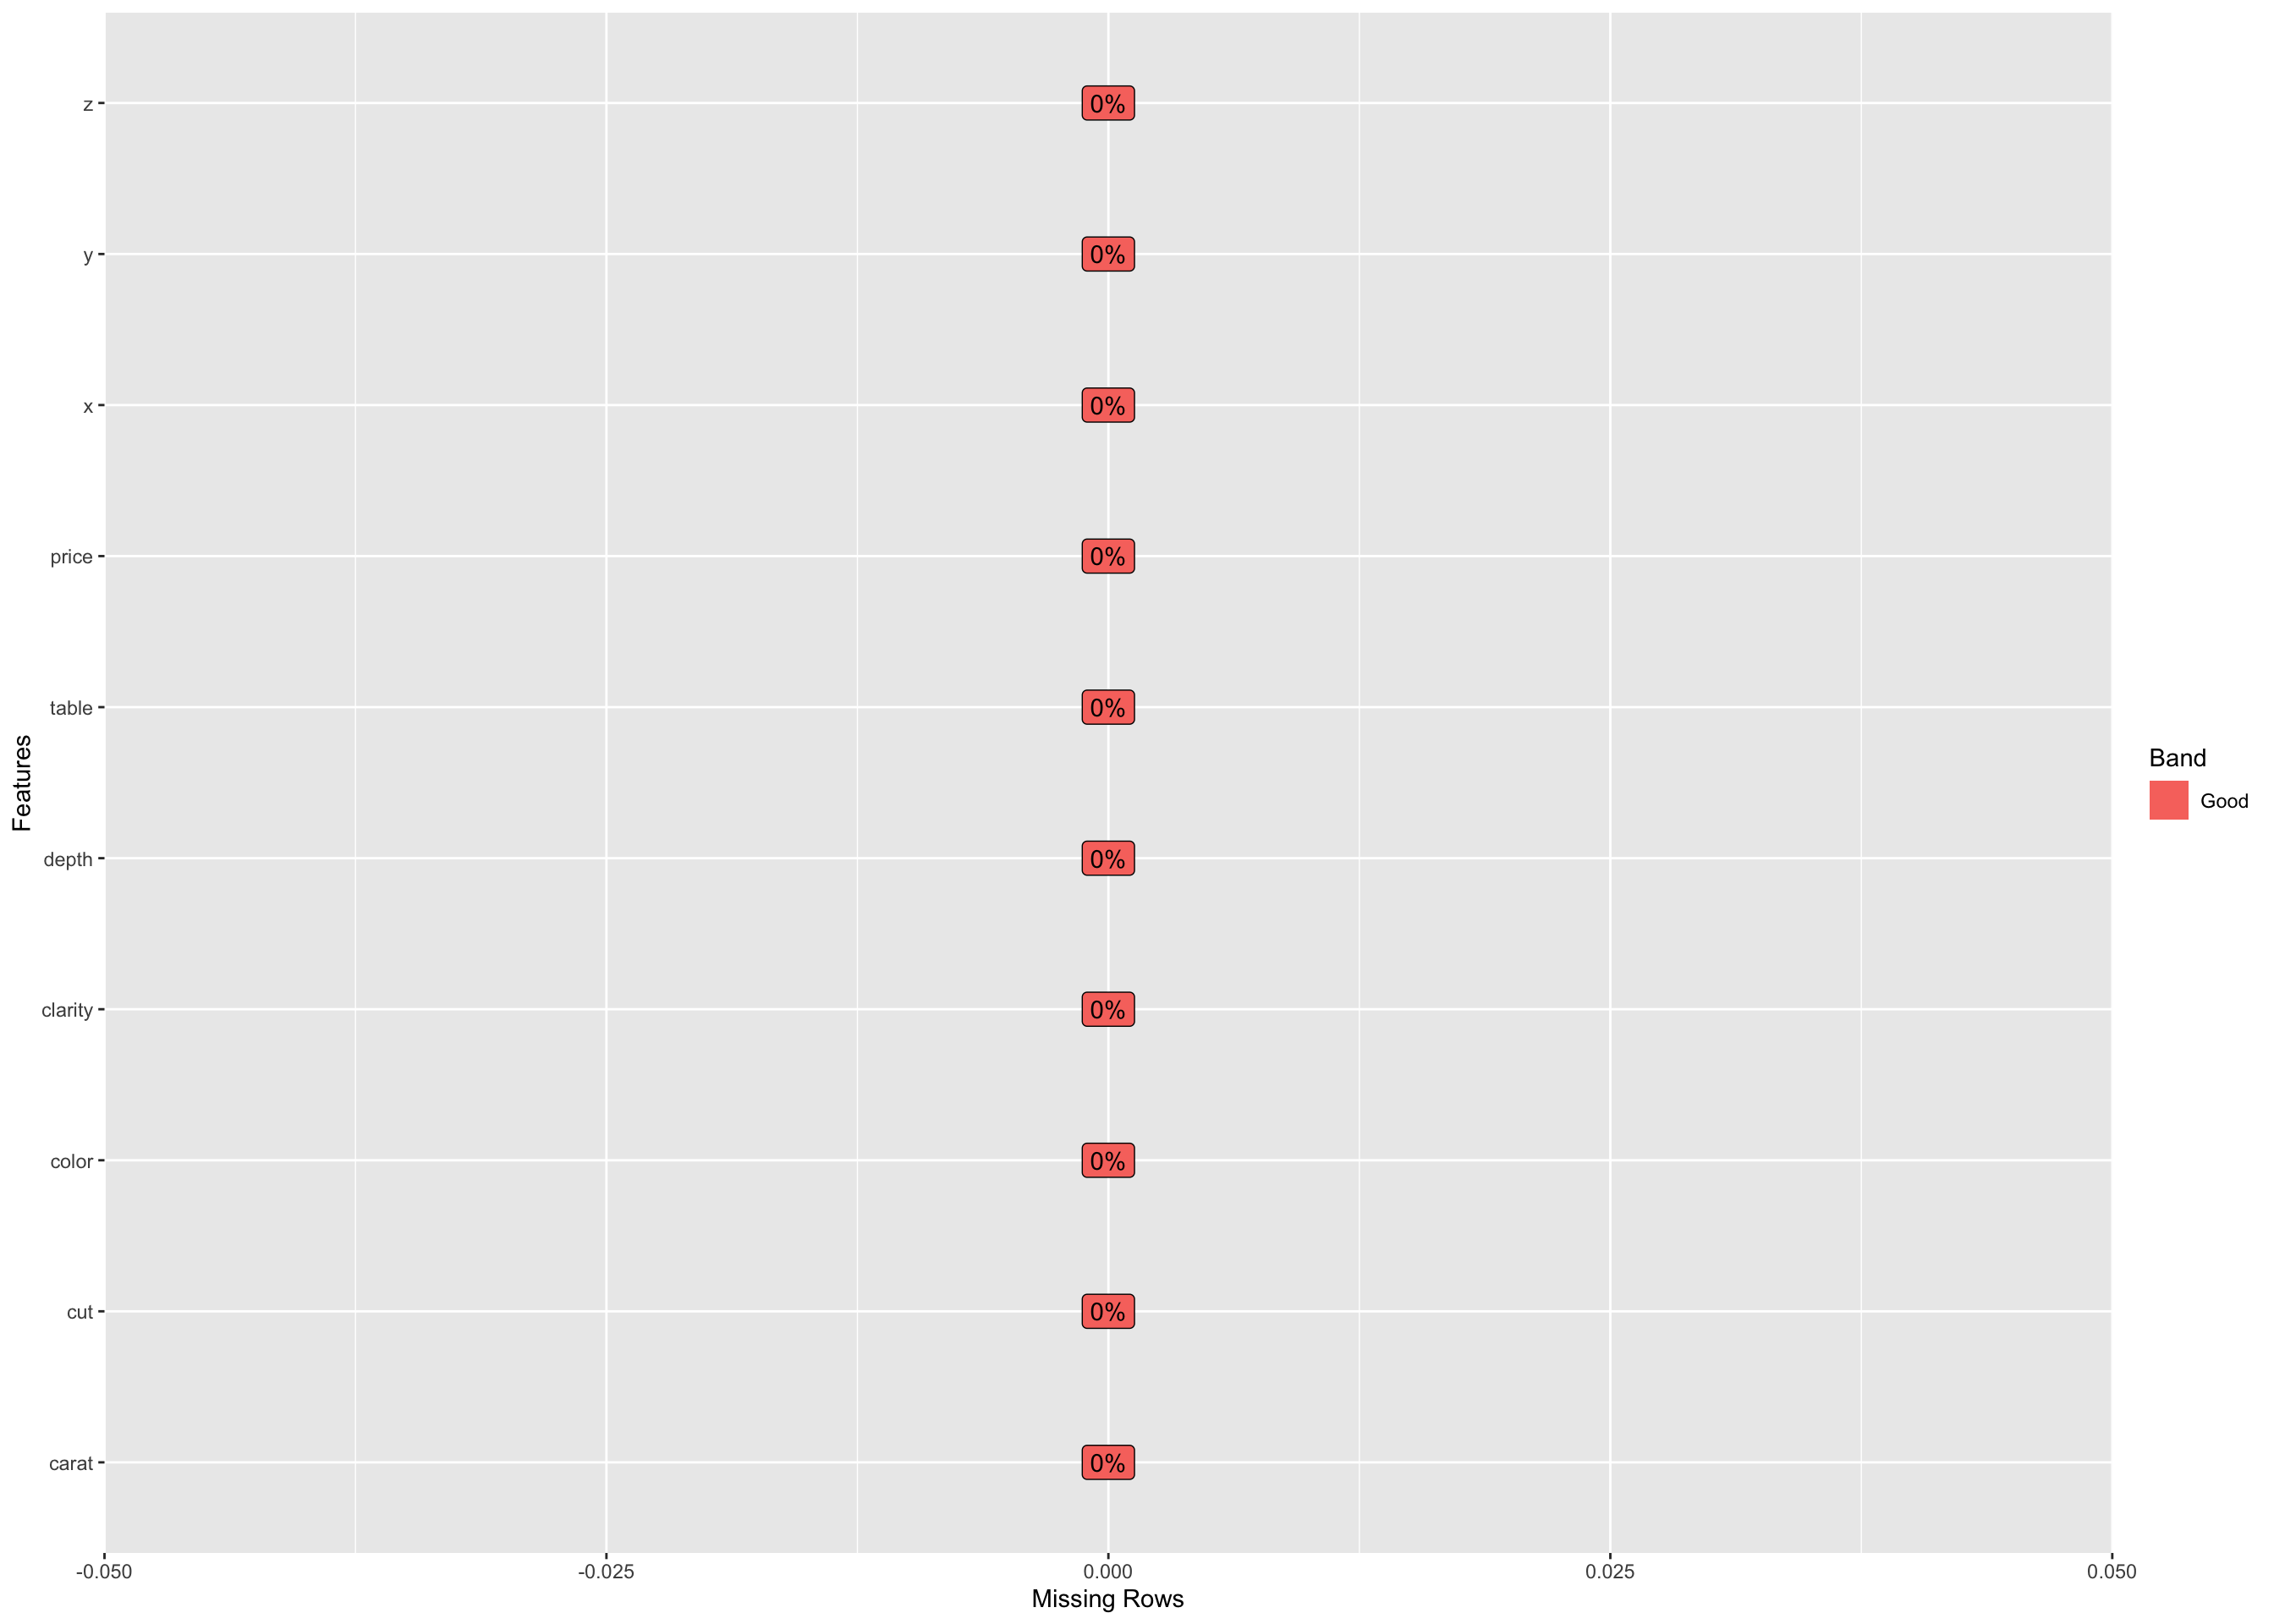 z
0%
y
0%
x
0%
price
0%
table
0%
Features
Band
Good
depth
0%
clarity
0%
color
0%
cut
0%
carat
0%
-0.050
-0.025
0.000
0.025
0.050
Missing Rows